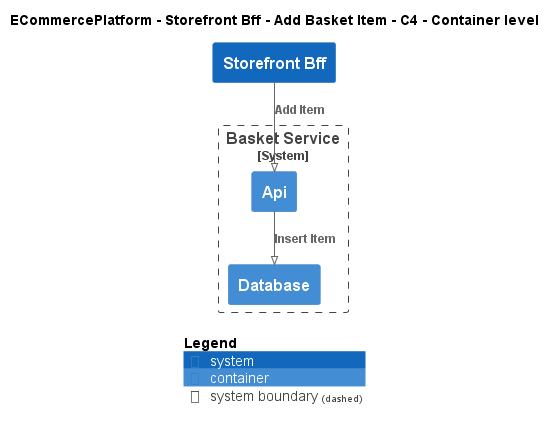 ECommercePlatform - Storefront Bff - Add Basket Item - C4 - Container level
Storefront Bff
Add Item
Basket Service
[System]
Api
Insert Item
Database
Legend
system
container
system boundary (dashed)